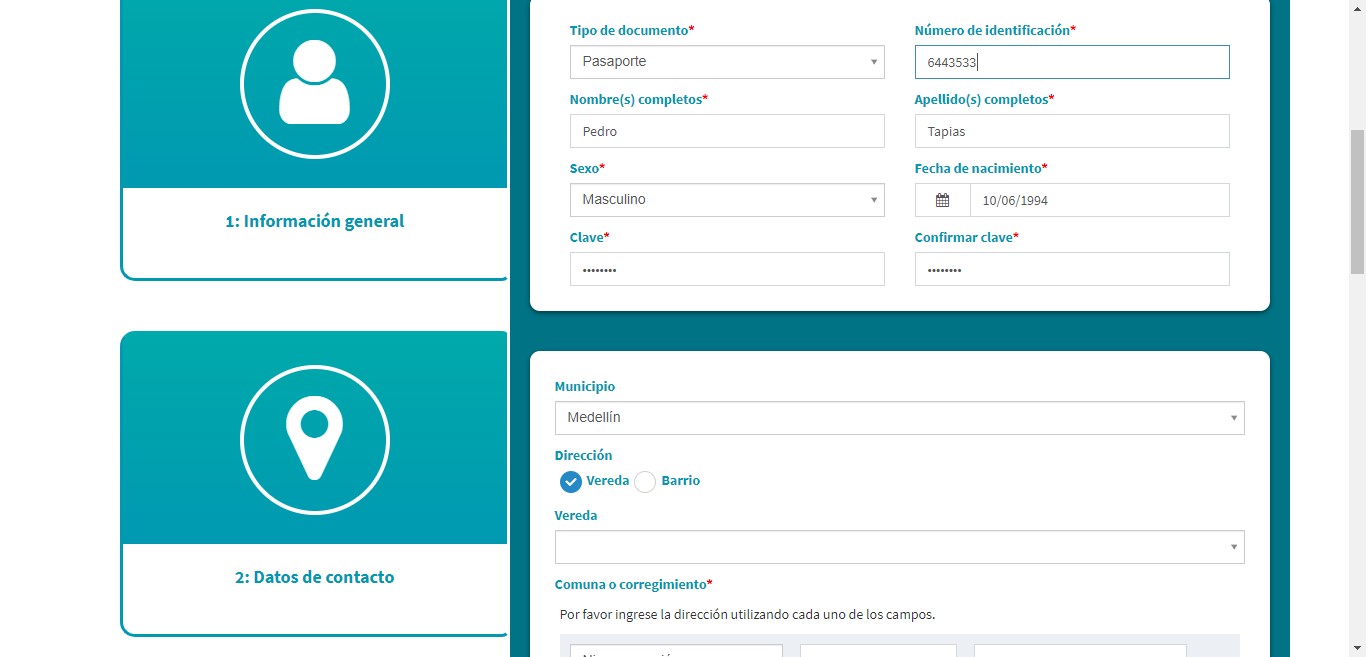 Tipo de documento*
Número de identificación*
Pasaporte
6443533
Nombre(s) completos*
Apellido(s) completos*
Pedro
Tapias
Sexo*
Fecha de nacimiento*
Masculino
10/06/1994
Clave*
Confirmar clave*
••••••••
••••••••
1: Información general
Municipio
Medellín
Dirección
Vereda
Barrio
Vereda
2: Datos de contacto
Comuna o corregimiento*
Por favor ingrese la dirección utilizando cada uno de los campos.